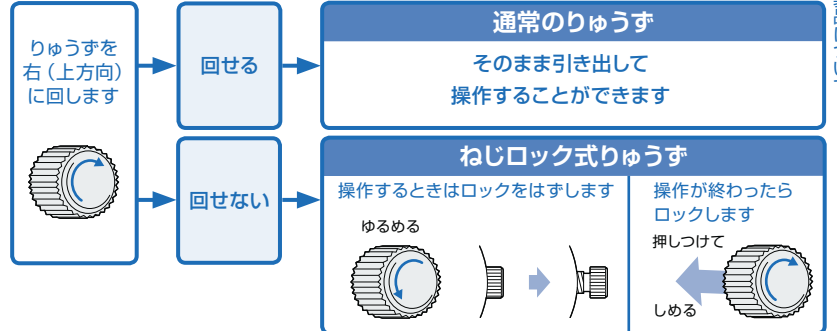 りゅうずを
右（上方向）
に回します
回せる
通常のりゅうず
そのまま引き出して
操作することができます
回せない
ねじロック式りゅうず
操作するときはロックをはずします
ゆるめる
操作が終わったら
ロックします
押しつけて
しめる